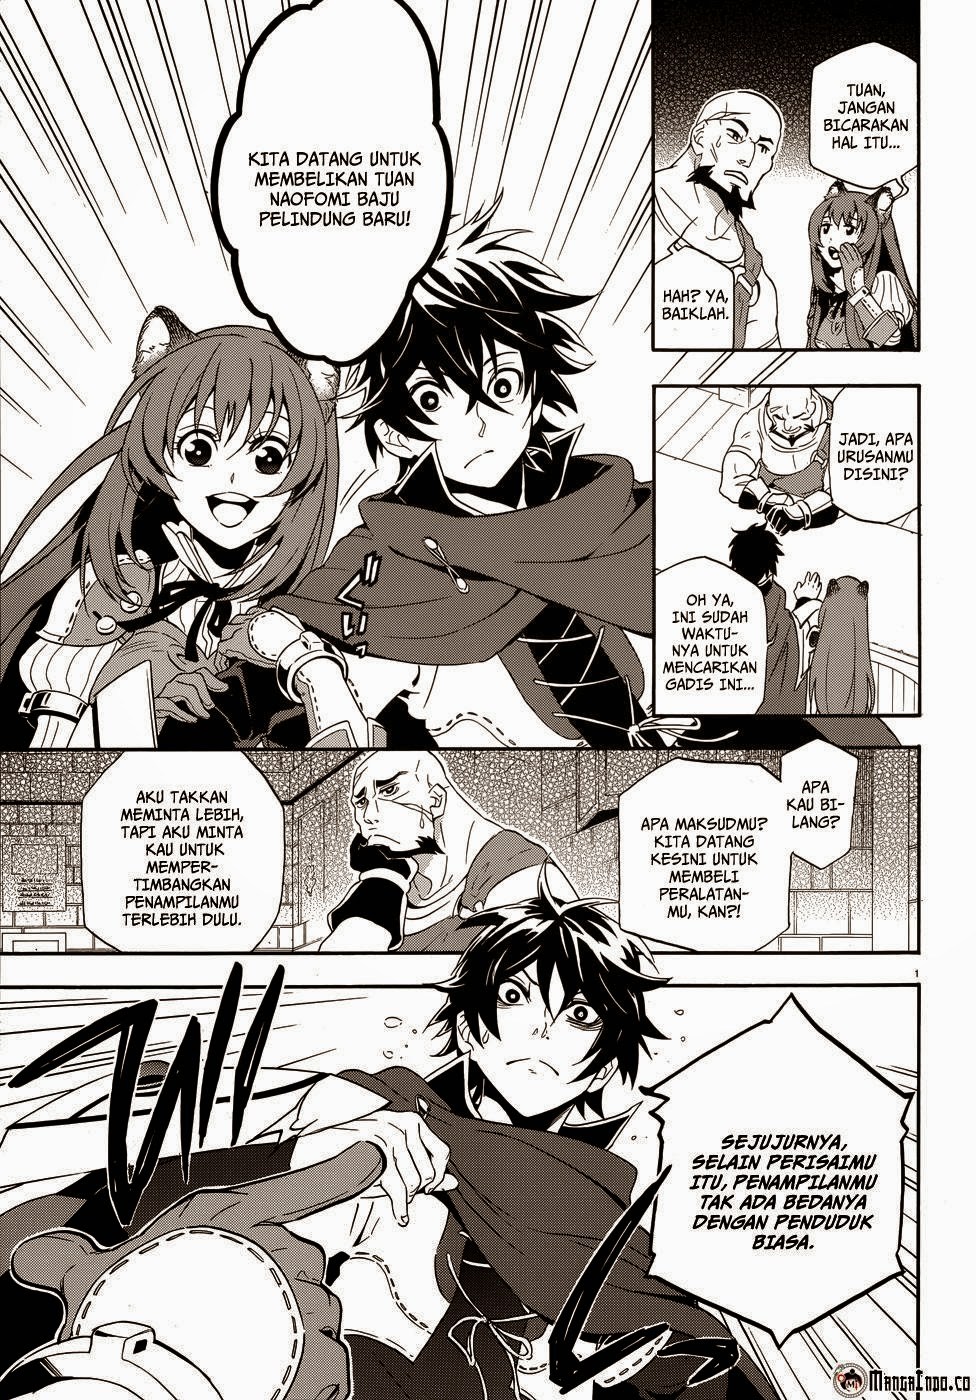 TUAN,
JANGAN
BICARAKAN
HAL ITU...
HAH? YA,
BAIKLAH.
JADI, APA
URUSANMU
DISINI?
OH YA,
INI SUDAH
WAKTU-
NYA UNTUK
MENCARIKAN
GADIS INI...
KITA DATANG UNTUK
MEMBELIKAN TUAN
NAOFOMI BAJU
PELINDUNG BARU!
APA
KAU BI-
LANG?
APA MAKSUDMU?
KITA DATANG
KESINI UNTUK
MEMBELI
PERALATAN-
MU, KAN?!
AKU TAKKAN
MEMINTA LEBIH,
TAPI AKU MINTA
KAU UNTUK
MEMPER-
TIMBANGKAN
PENAMPILANMU
TERLEBIH DULU.
1
SEJUJURNYA,
SELAIN PERISAIMU
ITU, PENAMPILANMU
TAK ADA BEDANYA
DENGAN PENDUDUK
BIASA.
MangaIndo.co